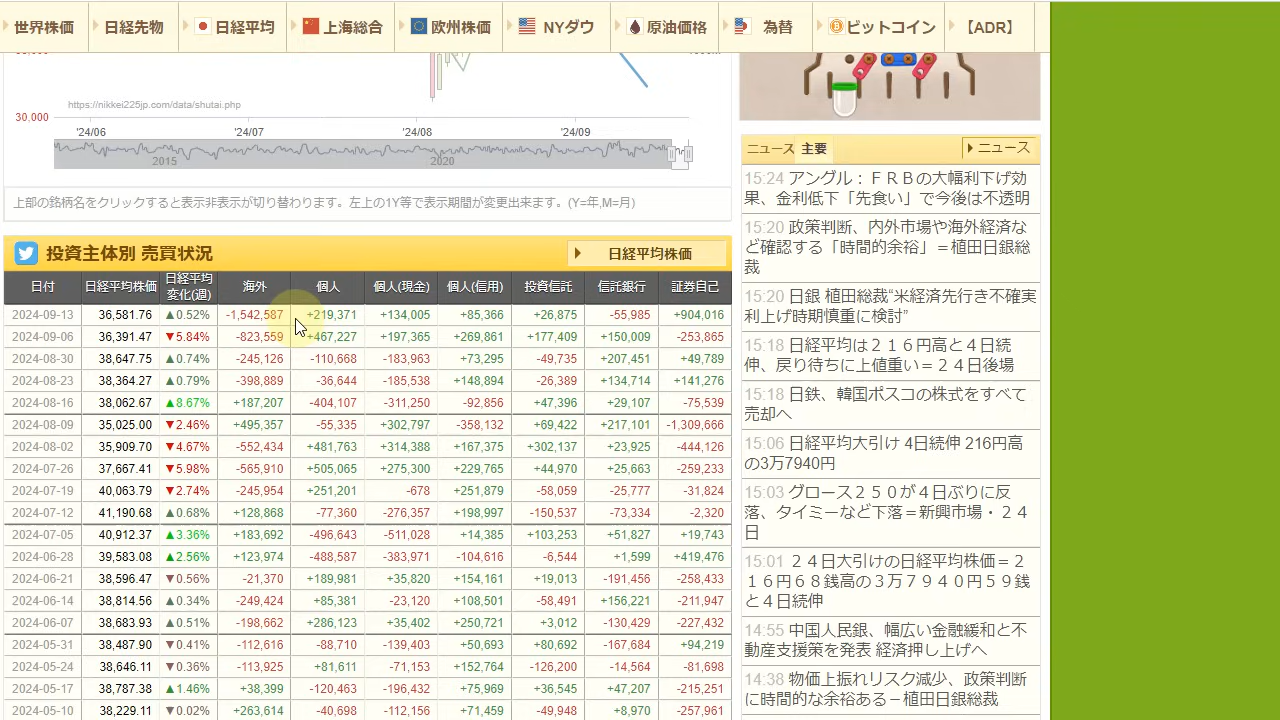 世界株価 日経先物 日経平均 上海総合 欧州株価 NYダウ 原油価格 為替 ビットコイン 【ADR】
https://nikkei225jp.com/data/shutai.php
30,000
'24/06 '24/07 '24/08 '24/09
2015 2020
上部の銘柄名をクリックすると表示非表示が切り替わります。左上の1Y等で表示期間が変更出来ます。(Y=年,M=月)
投資主体別 売買状況 日経平均株価
日付 日経平均株価 日経平均 変化(週) 海外 個人 個人(現金) 個人(信用) 投資信託 信託銀行 証券自己
2024-09-13 36,581.76 ▲0.52% -1,542,587 +219,371 +134,005 +85,366 +26,875 -55,985 +904,016
2024-09-06 36,391.47 ▼5.84% -823,559 +467,227 +197,365 +269,861 +177,409 +150,009 -253,865
2024-08-30 38,647.75 ▲0.74% -245,126 -110,668 -183,963 +73,295 -49,735 +207,451 +49,789
2024-08-23 38,364.27 ▲0.79% -398,889 -36,644 -185,538 +148,894 -26,389 +134,714 +141,276
2024-08-16 38,062.67 ▲8.67% +187,207 -404,107 -311,250 -92,856 +47,396 +29,107 -75,539
2024-08-09 35,025.00 ▼2.46% +495,357 -55,335 +302,797 -358,132 +69,422 +217,101 -1,309,666
2024-08-02 35,909.70 ▼4.67% -552,434 +481,763 +314,388 +167,375 +302,137 +23,925 -444,126
2024-07-26 37,667.41 ▼5.98% -565,910 +505,065 +275,300 +229,765 +44,970 +25,663 -259,233
2024-07-19 40,063.79 ▼2.74% -245,954 +251,201 -678 +251,879 -58,059 -25,777 -31,824
2024-07-12 41,190.68 ▲0.68% +128,868 -77,360 -276,357 +198,997 -150,537 -73,334 -2,320
2024-07-05 40,912.37 ▲3.36% +183,692 -496,643 -511,028 +14,385 +103,253 +51,827 +19,743
2024-06-28 39,583.08 ▲2.56% +123,974 -488,587 -383,971 -104,616 -6,544 +1,599 +419,476
2024-06-21 38,596.47 ▼0.56% -21,370 +189,981 +35,820 +154,161 +19,013 -191,456 -258,433
2024-06-14 38,814.56 ▲0.34% -249,424 +85,381 -23,120 +108,501 -58,491 +156,221 -211,947
2024-06-07 38,683.93 ▲0.51% -198,662 +286,123 +35,402 +250,721 +3,012 -130,429 -227,432
2024-05-31 38,487.90 ▼0.41% -112,616 -88,710 -139,403 +50,693 +80,692 -167,684 +94,219
2024-05-24 38,646.11 ▼0.36% -113,925 +81,611 -71,153 +152,764 -126,200 -14,564 -81,698
2024-05-17 38,787.38 ▲1.46% +38,399 -120,463 -196,432 +75,969 +36,545 +47,207 -215,251
2024-05-10 38,229.11 ▼0.02% +263,614 -40,698 -112,156 +71,459 -49,948 +8,970 -257,961
ニュース 主要 ニュース
15:24 アングル：ＦＲＢの大幅利下げ効
果、金利低下「先食い」で今後は不透明
15:20 政策判断、内外市場や海外経済な
ど確認する「時間的余裕」＝植田日銀総
裁
15:20 日銀 植田総裁“米経済先行き不確実
利上げ時期慎重に検討”
15:18 日経平均は２１６円高と４日続
伸、戻り待ちに上値重い＝２４日後場
15:18 日鉄、韓国ポスコの株式をすべて
売却へ
15:06 日経平均大引け 4日続伸 216円高
の3万7940円
15:03 グロース２５０が４日ぶりに反
落、タイミーなど下落＝新興市場・２４
日
15:01 ２４日大引けの日経平均株価＝２
１６円６８銭高の３万７９４０円５９銭
と４日続伸
14:55 中国人民銀、幅広い金融緩和と不
動産支援策を発表 経済押し上げへ
14:38 物価上振れリスク減少、政策判断
に時間的な余裕ある－植田日銀総裁